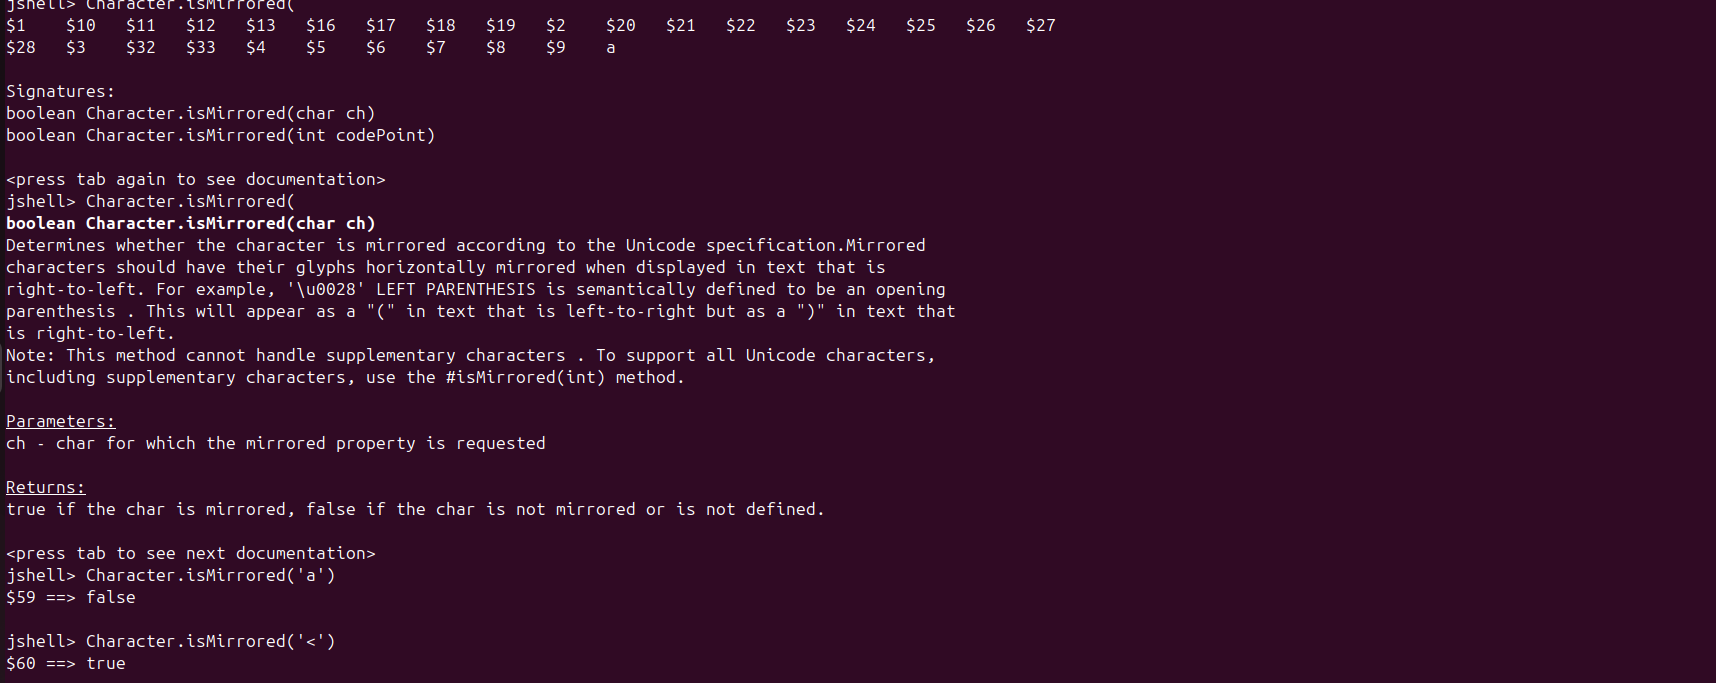 jshell> Character.isMirrored(
$1 $10 $11 $12 $13 $16 $17 $18 $19 $2 $20 $21 $22 $23 $24 $25 $26 $27
$28 $3 $32 $33 $4 $5 $6 $7 $8 $9 a
Signatures:
boolean Character.isMirrored(char ch)
boolean Character.isMirrored(int codePoint)
<press tab again to see documentation>
jshell> Character.isMirrored(
boolean Character.isMirrored(char ch)
Determines whether the character is mirrored according to the Unicode specification.Mirrored
characters should have their glyphs horizontally mirrored when displayed in text that is
right-to-left. For example, '\u0028' LEFT PARENTHESIS is semantically defined to be an opening
parenthesis . This will appear as a "(" in text that is left-to-right but as a ")" in text that
is right-to-left.
Note: This method cannot handle supplementary characters . To support all Unicode characters,
including supplementary characters, use the #isMirrored(int) method.
Parameters:
ch - char for which the mirrored property is requested
Returns:
true if the char is mirrored, false if the char is not mirrored or is not defined.
<press tab to see next documentation>
jshell> Character.isMirrored('a')
$59 ==> false
jshell> Character.isMirrored('<')
$60 ==> true